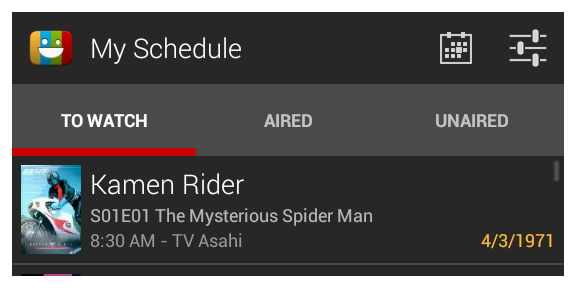 My Schedule
TO WATCH
AIRED
UNAIRED
Kamen Rider
S01E01 The Mysterious Spider Man
8:30 AM - TV Asahi
4/3/1971